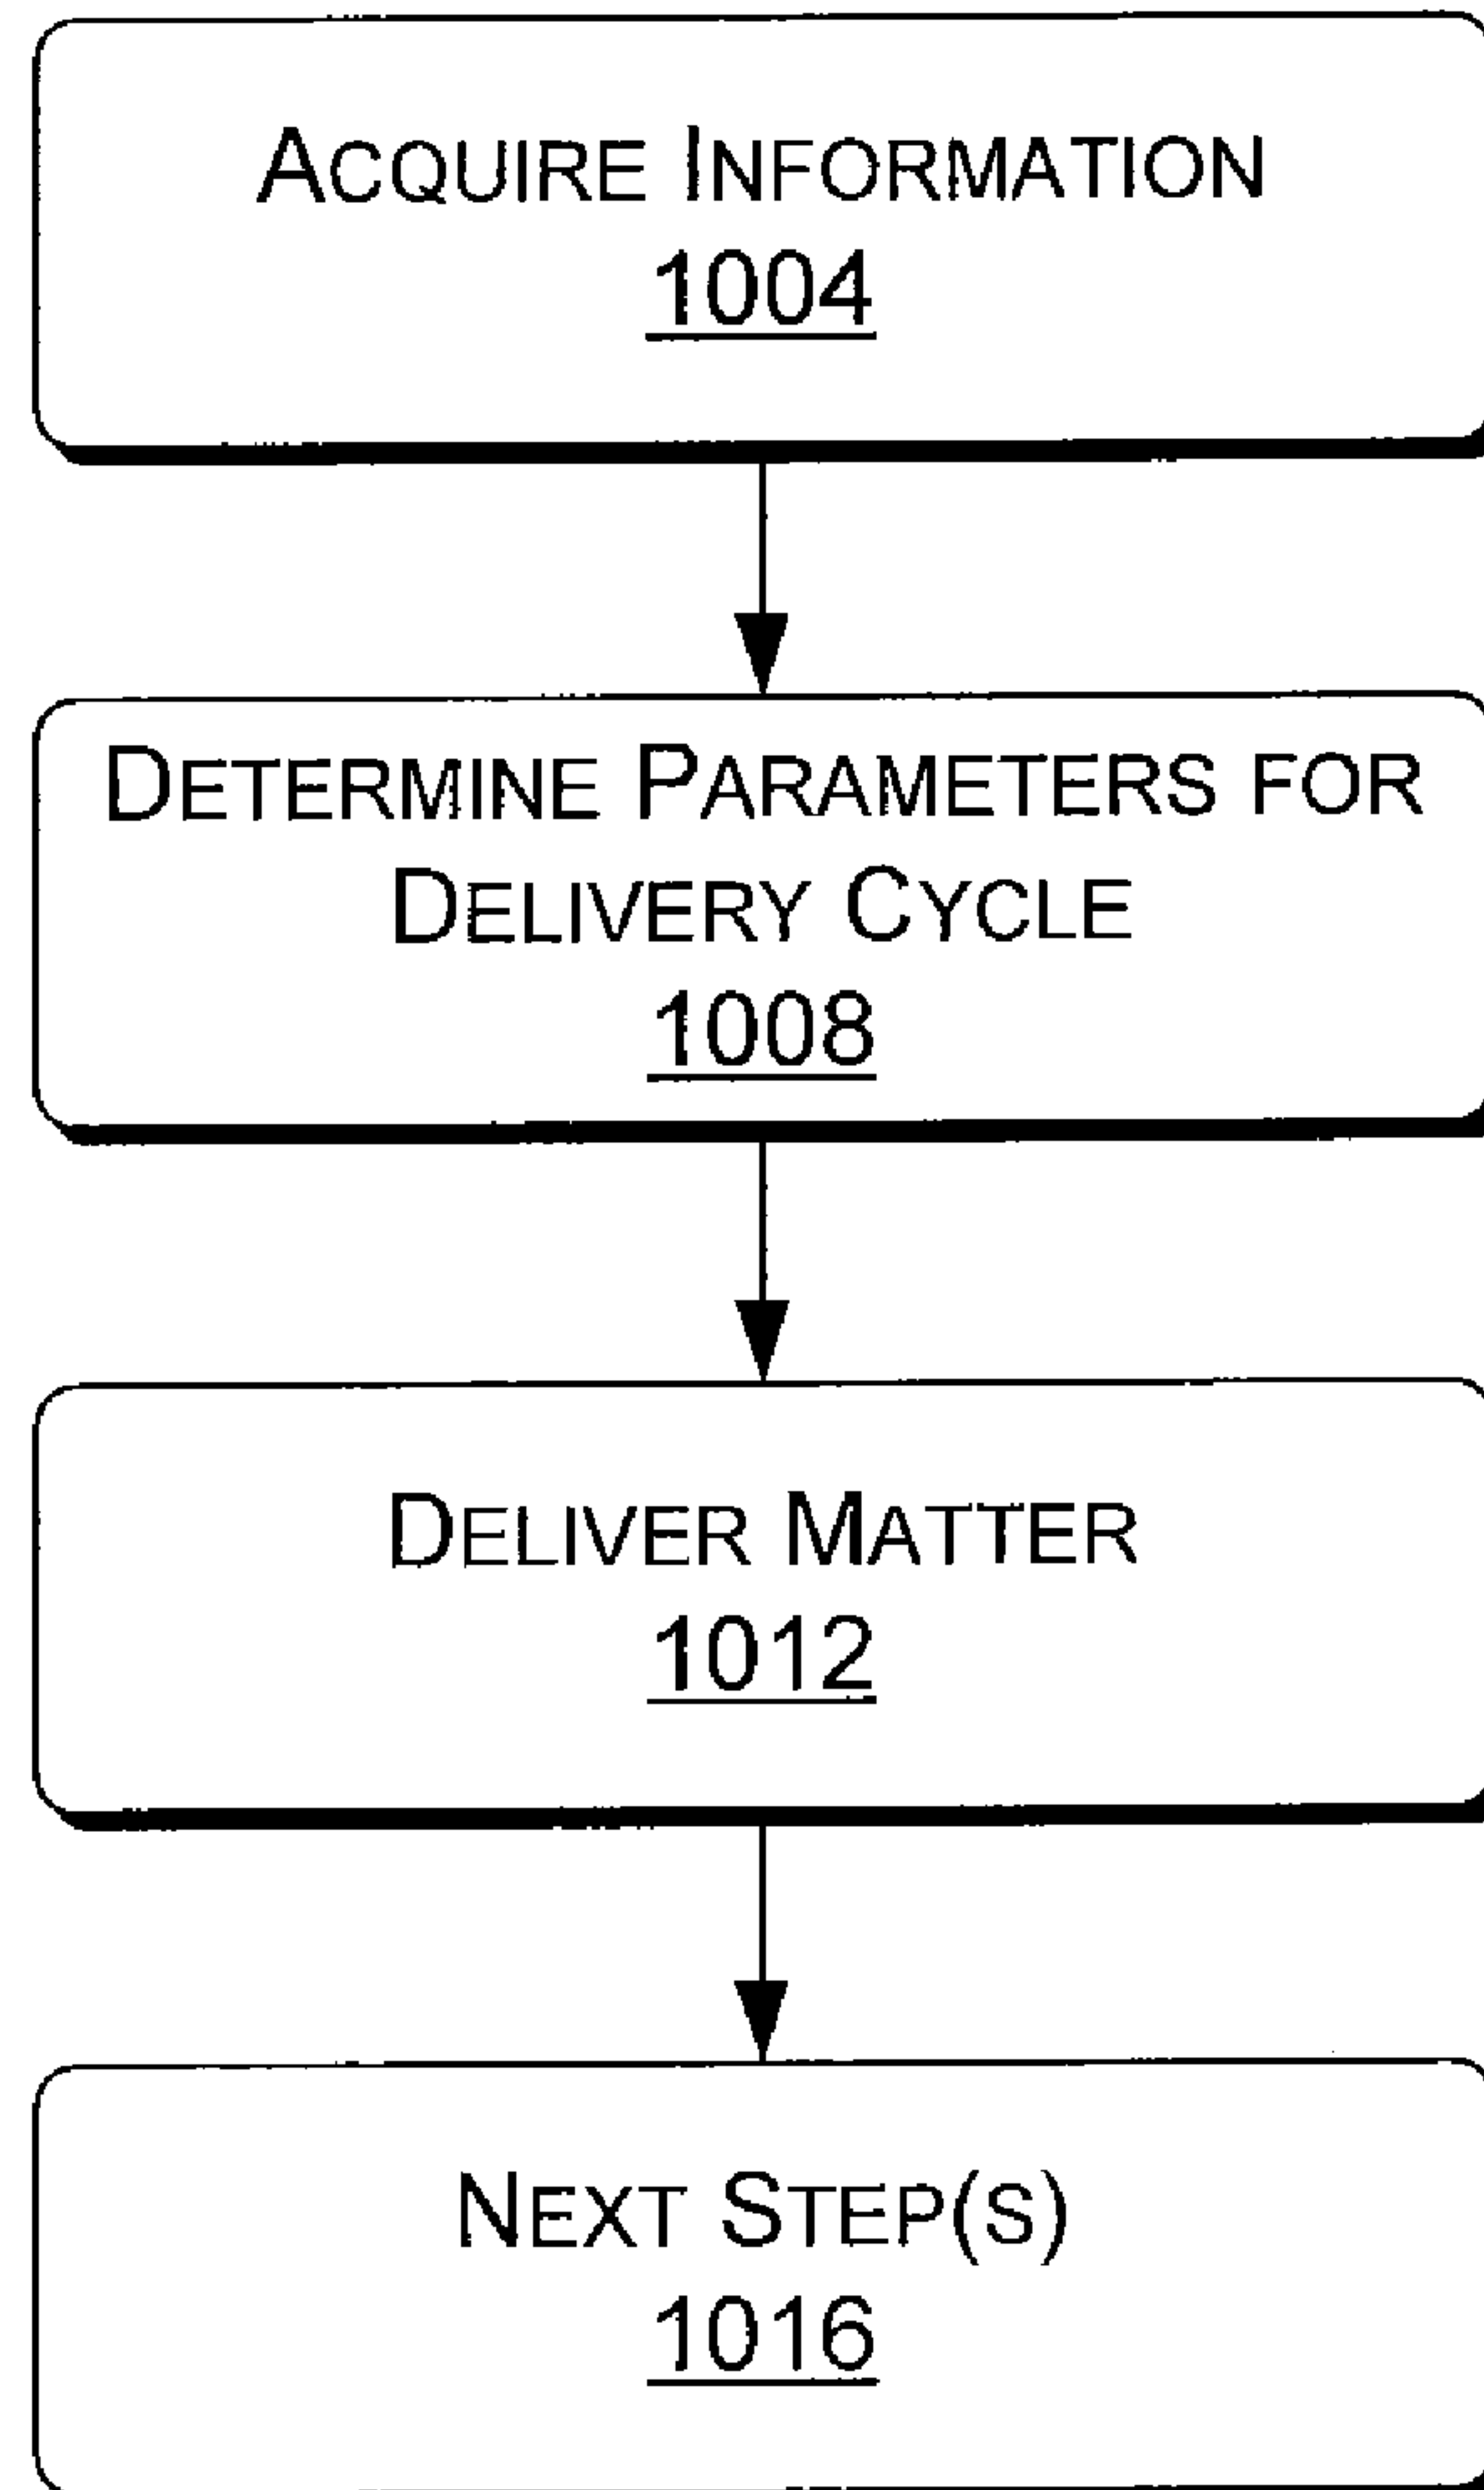 ACQUIRE INFORMATION
1004
DETERMINE PARAMETERS FOR
DELIVERY CYCLE
1008
DELIVER MATTER
1012
NEXT STEP(S)
1016